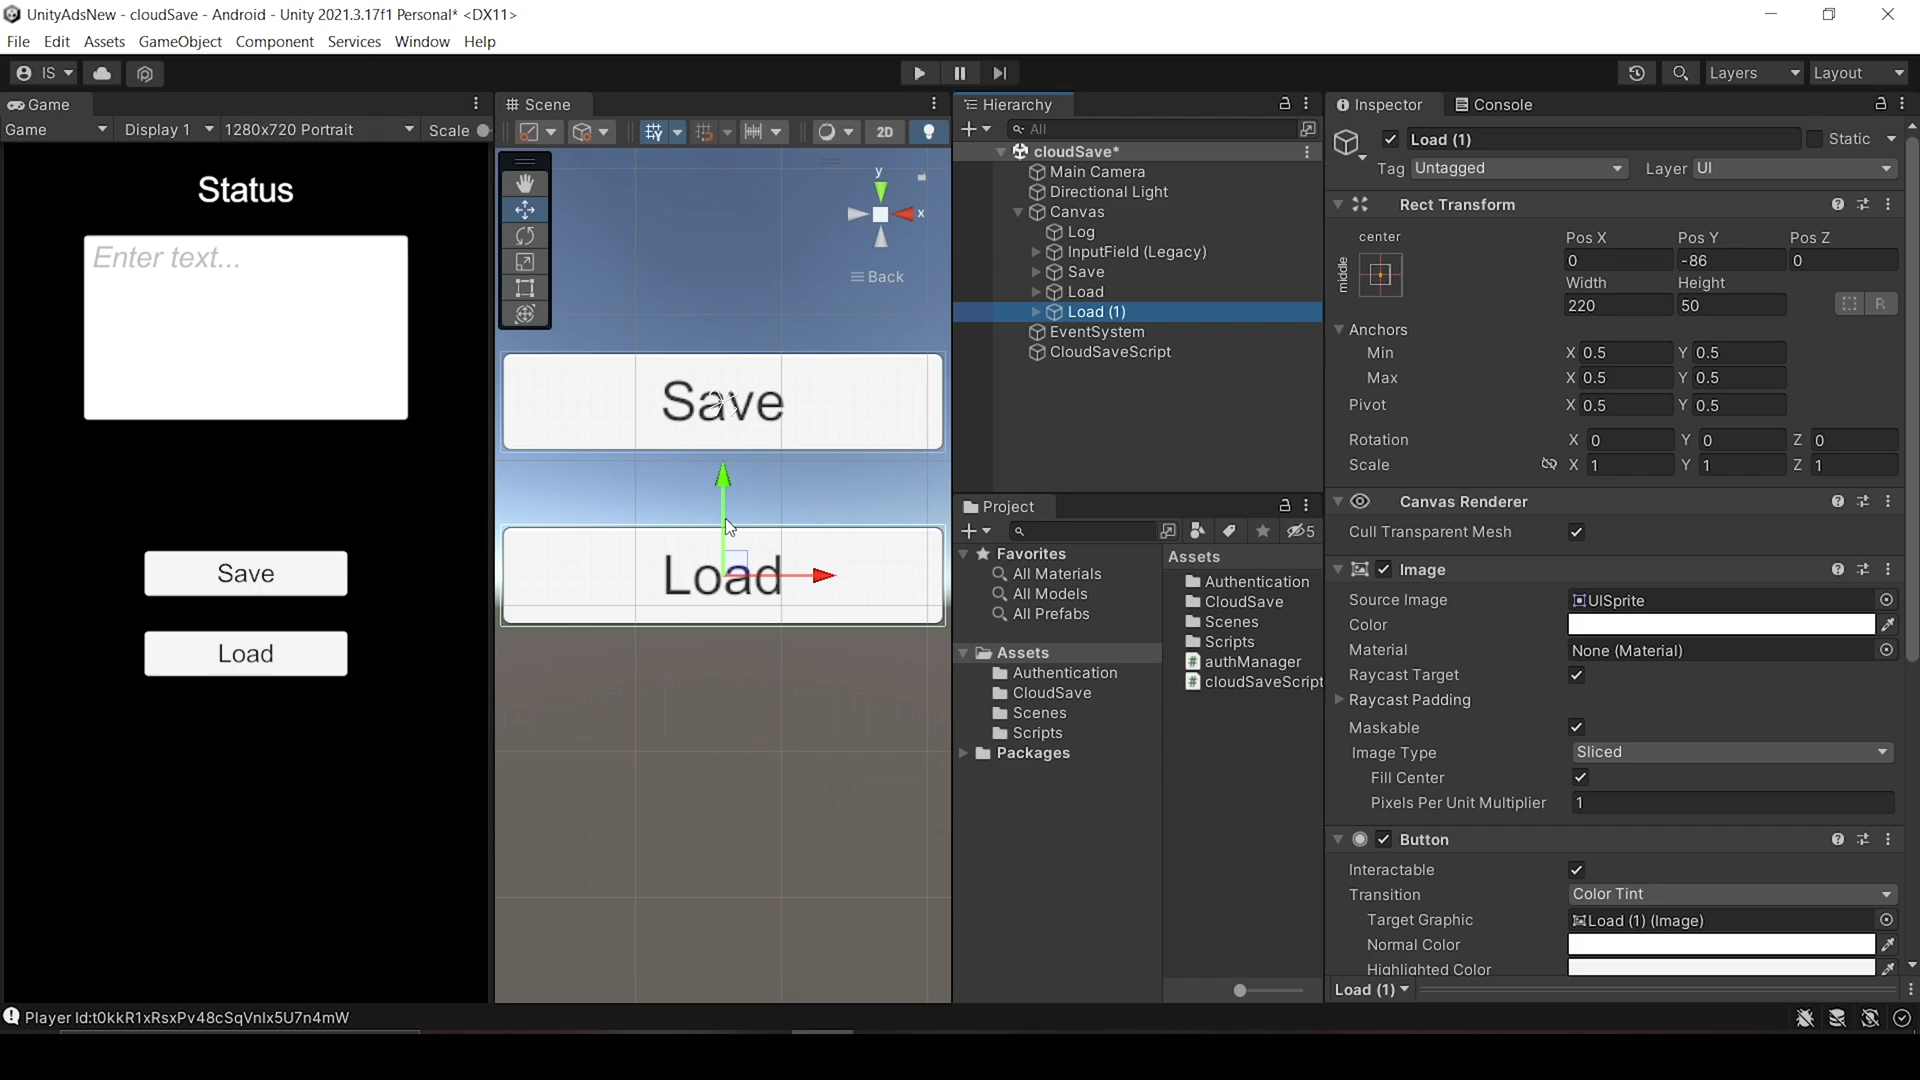 UnityAdsNew - cloudSave - Android - Unity 2021.3.17f1 Personal* <DX11>
File Edit Assets GameObject Component Services Window Help
IS
Layers
Layout
Game
Scene
Hierarchy
Inspector
Console
Game
Display 1
1280x720 Portrait
Scale
2D
All
Status
Enter text...
Save
Load
y
x
Back
Save
Load
cloudSave*
Main Camera
Directional Light
Canvas
Log
InputField (Legacy)
Save
Load
Load (1)
EventSystem
CloudSaveScript
Project
5
Favorites
All Materials
All Models
All Prefabs
Assets
Authentication
CloudSave
Scenes
Scripts
Packages
Assets
Authentication
CloudSave
Scenes
Scripts
authManager
cloudSaveScript
Load (1)
Static
Tag Untagged
Layer UI
Rect Transform
center
middle
Pos X Pos Y Pos Z
0 -86 0
Width Height
220 50
R
Anchors
Min X 0.5 Y 0.5
Max X 0.5 Y 0.5
Pivot X 0.5 Y 0.5
Rotation X 0 Y 0 Z 0
Scale X 1 Y 1 Z 1
Canvas Renderer
Cull Transparent Mesh
Image
Source Image UISprite
Color
Material None (Material)
Raycast Target
Raycast Padding
Maskable
Image Type Sliced
Fill Center
Pixels Per Unit Multiplier 1
Button
Interactable
Transition Color Tint
Target Graphic Load (1) (Image)
Normal Color
Highlighted Color
Load (1)
Player Id:t0kkR1xRsxPv48cSqVnIx5U7n4mW